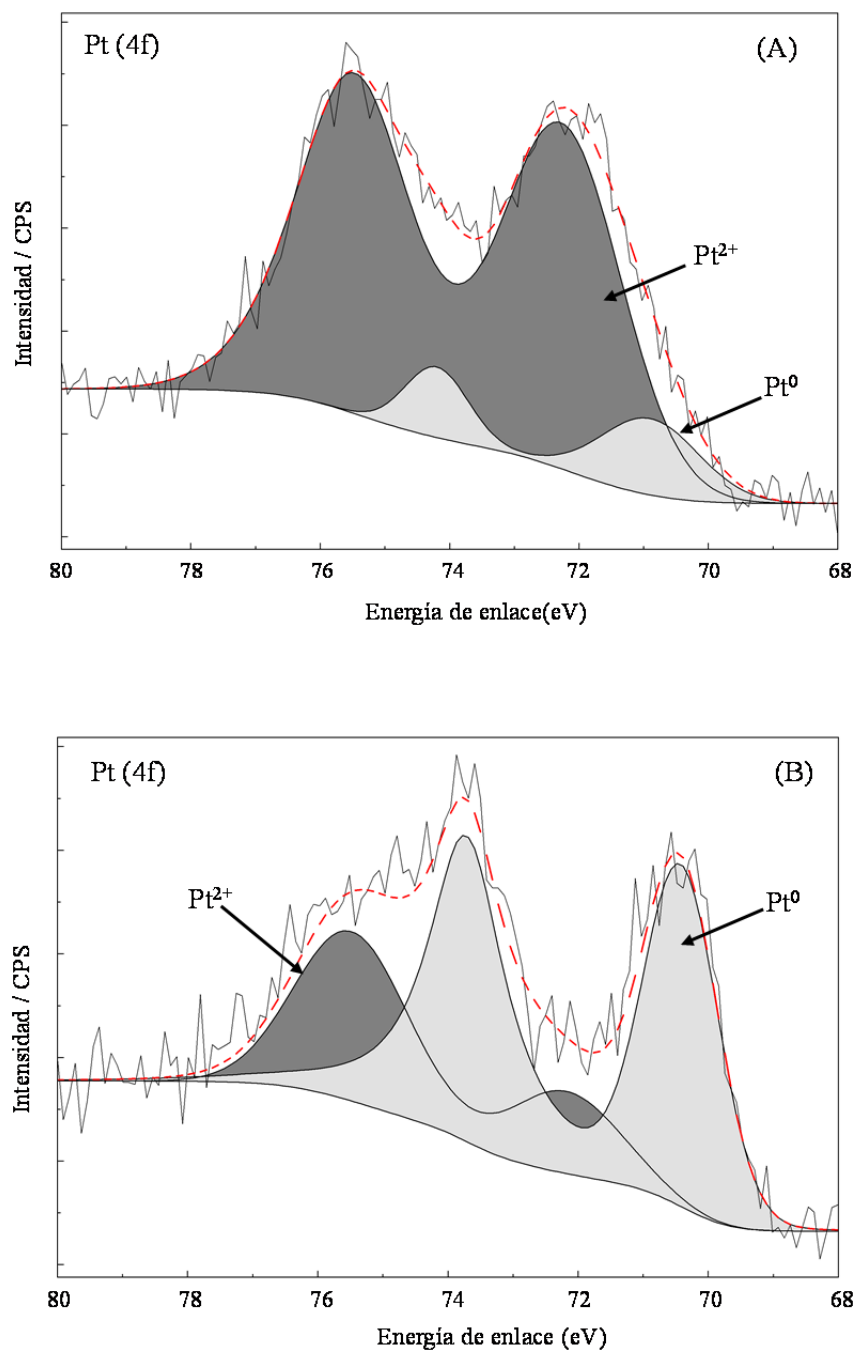 Pt (4f)
(A)
Intensidad / CPS
Pt²⁺
Pt⁰
80 78 76 74 72 70 68
Energía de enlace(eV)
Pt (4f)
(B)
Intensidad / CPS
Pt²⁺
Pt⁰
80 78 76 74 72 70 68
Energía de enlace (eV)